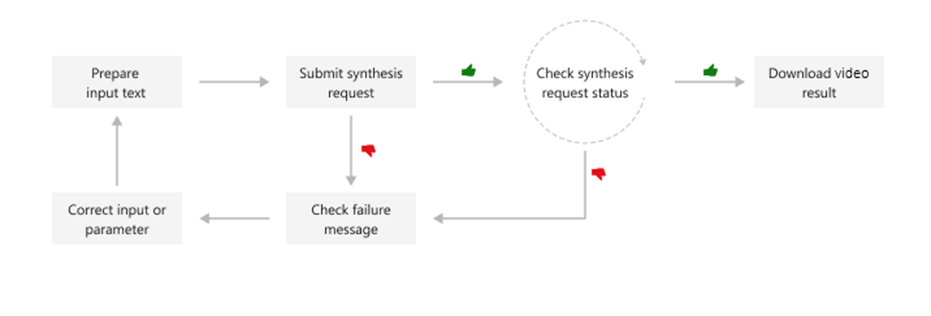 Prepare
input text
Submit synthesis
request
Check synthesis
request status
Download video
result
Correct input or
parameter
Check failure
message